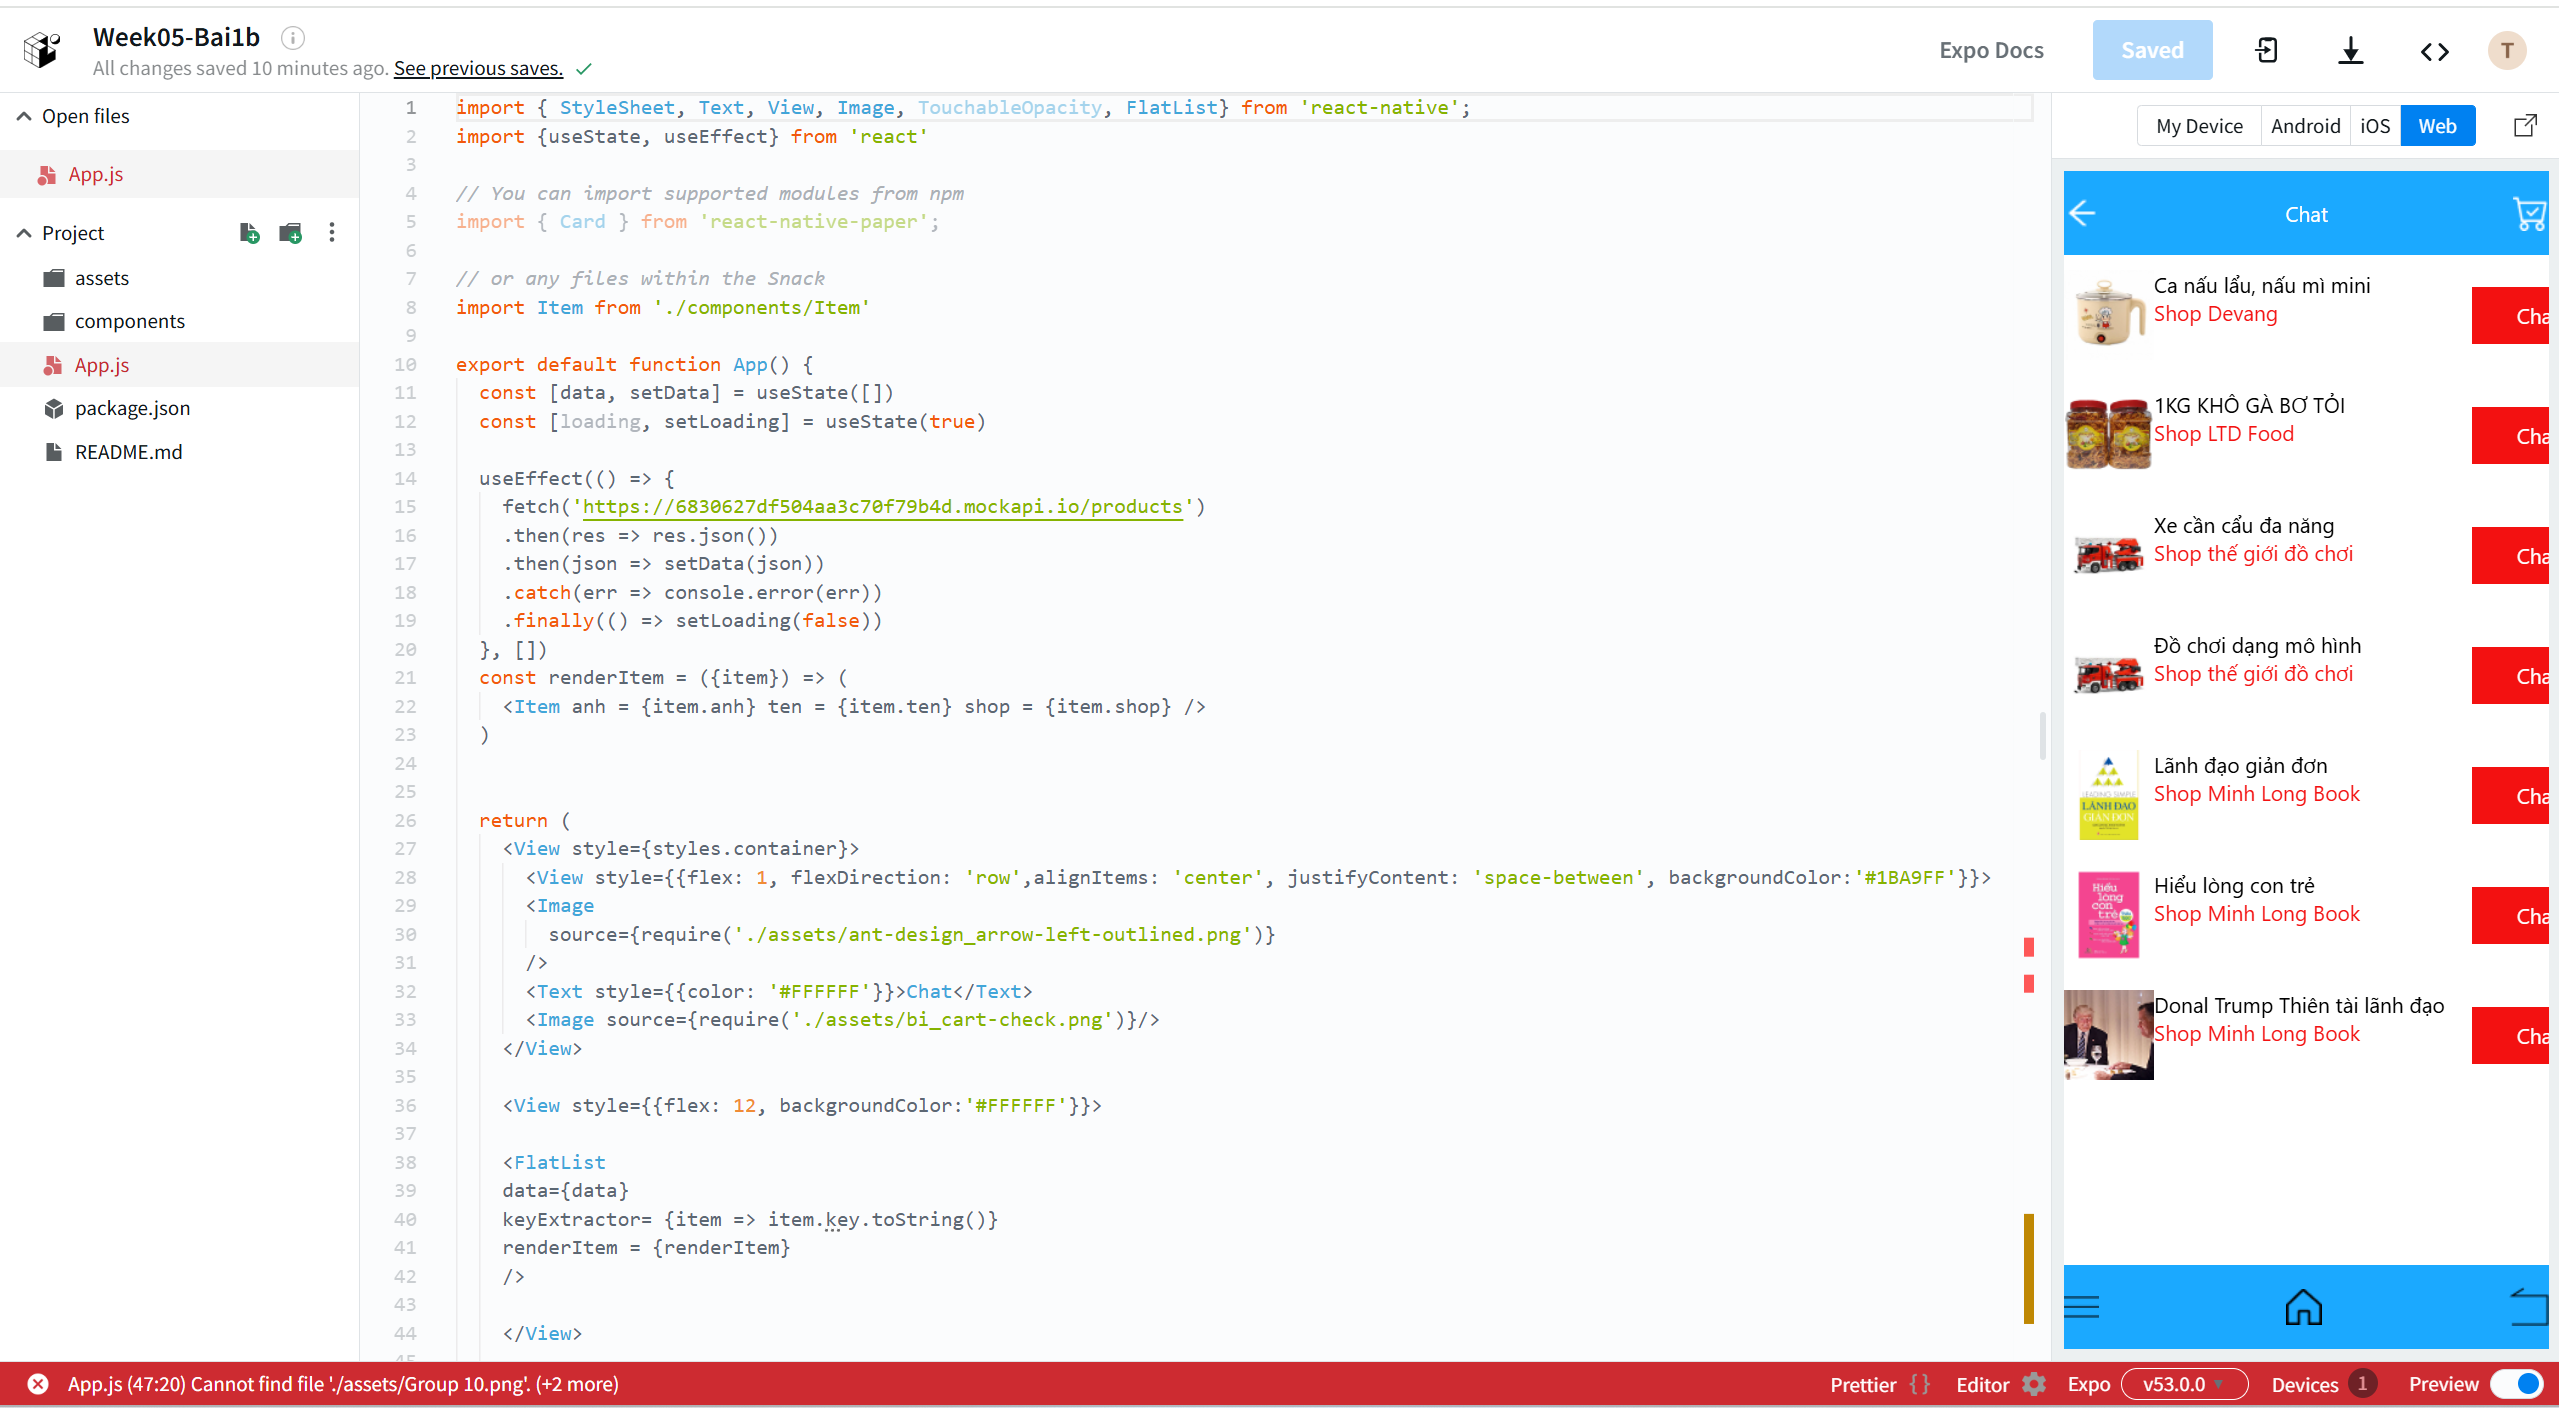 Week05-Bai1b
All changes saved 10 minutes ago. See previous saves.
Expo Docs
Saved
T
Open files
App.js
Project
assets
components
App.js
package.json
README.md
1 import { StyleSheet, Text, View, Image, TouchableOpacity, FlatList} from 'react-native';
2 import {useState, useEffect} from 'react'
3
4 // You can import supported modules from npm
5 import { Card } from 'react-native-paper';
6
7 // or any files within the Snack
8 import Item from './components/Item'
9
10 export default function App() {
11 const [data, setData] = useState([])
12 const [loading, setLoading] = useState(true)
13
14 useEffect(() => {
15 fetch('https://6830627df504aa3c70f79b4d.mockapi.io/products')
16 .then(res => res.json())
17 .then(json => setData(json))
18 .catch(err => console.error(err))
19 .finally(() => setLoading(false))
20 }, [])
21 const renderItem = ({item}) => (
22 <Item anh = {item.anh} ten = {item.ten} shop = {item.shop} />
23 )
24
25
26 return (
27 <View style={styles.container}>
28 <View style={{flex: 1, flexDirection: 'row',alignItems: 'center', justifyContent: 'space-between', backgroundColor:'#1BA9FF'}}>
29 <Image
30 source={require('./assets/ant-design_arrow-left-outlined.png')}
31 />
32 <Text style={{color: '#FFFFFF'}}>Chat</Text>
33 <Image source={require('./assets/bi_cart-check.png')}/>
34 </View>
35
36 <View style={{flex: 12, backgroundColor:'#FFFFFF'}}>
37
38 <FlatList
39 data={data}
40 keyExtractor= {item => item.key.toString()}
41 renderItem = {renderItem}
42 />
43
44 </View>
45
My Device
Android
iOS
Web
Chat
Ca nấu lẩu, nấu mì mini
Shop Devang
Cha
1KG KHÔ GÀ BƠ TỎI
Shop LTD Food
Cha
Xe cần cẩu đa năng
Shop thế giới đồ chơi
Cha
Đồ chơi dạng mô hình
Shop thế giới đồ chơi
Cha
LEADING SIMPLE
LÃNH ĐẠO
GIẢN ĐƠN
Lãnh đạo giản đơn
Shop Minh Long Book
Cha
Hiểu
lòng
con
trẻ
Hiểu lòng con trẻ
Shop Minh Long Book
Cha
Donal Trump Thiên tài lãnh đạo
Shop Minh Long Book
Cha
App.js (47:20) Cannot find file './assets/Group 10.png'. (+2 more)
Prettier { }
Editor
Expo
v53.0.0
Devices 1
Preview